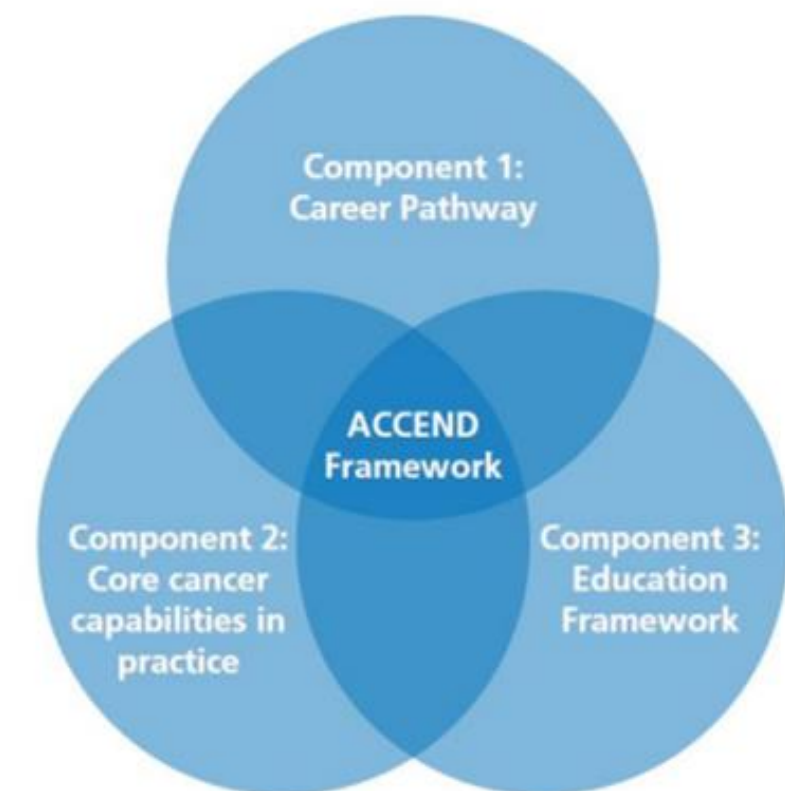 Component 1:
Career Pathway
ACCEND
Framework
Component 2:
Core cancer
capabilities in
practice
Component 3:
Education
Framework